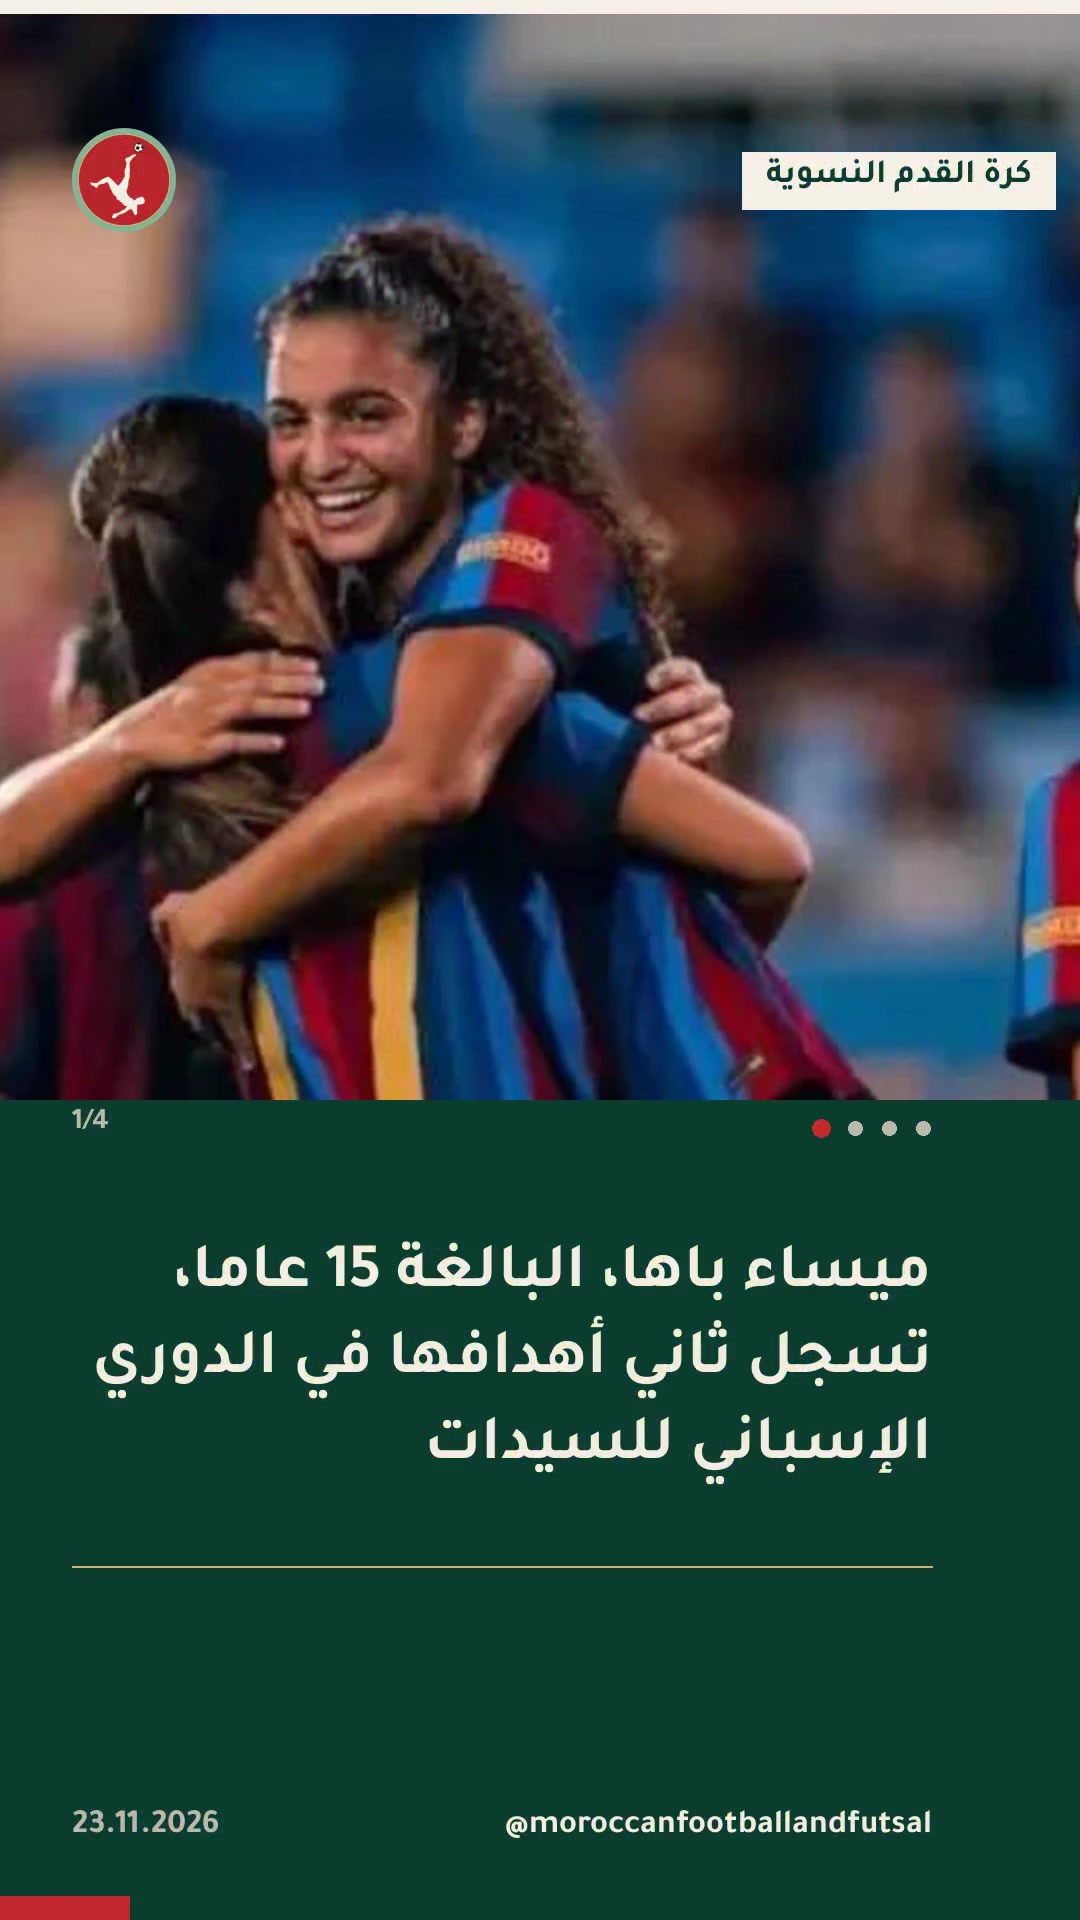 كرة القدم النسوية
1/4
ميساء باها، البالغة 15 عاما،
تسجل ثاني أهدافها في الدوري
الإسباني للسيدات
23.11.2026
@moroccanfootballandfutsal